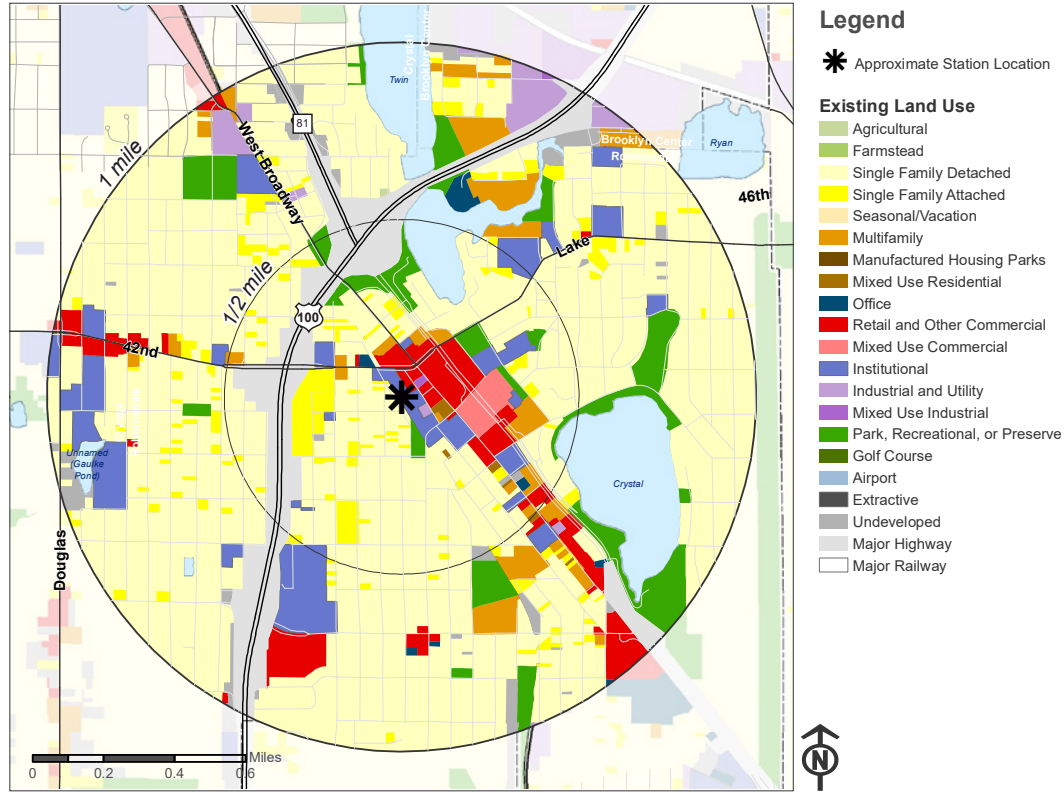 Legend
Approximate Station Location
Existing Land Use
Agricultural
Farmstead
Single Family Detached
Single Family Attached
Seasonal/Vacation
Multifamily
Manufactured Housing Parks
Mixed Use Residential
Office
Retail and Other Commercial
Mixed Use Commercial
Institutional
Industrial and Utility
Mixed Use Industrial
Park, Recreational, or Preserve
Golf Course
Airport
Extractive
Undeveloped
Major Highway
Major Railway
N
Crystal
Brooklyn Center
Twin
81
West Broadway
1 mile
Brooklyn Center
Ryan
46th
Lake
1/2 mile
100
42nd
Unnamed
(Gaulke
Pond)
Crystal
Douglas
Miles
0
0.2
0.4
0.6